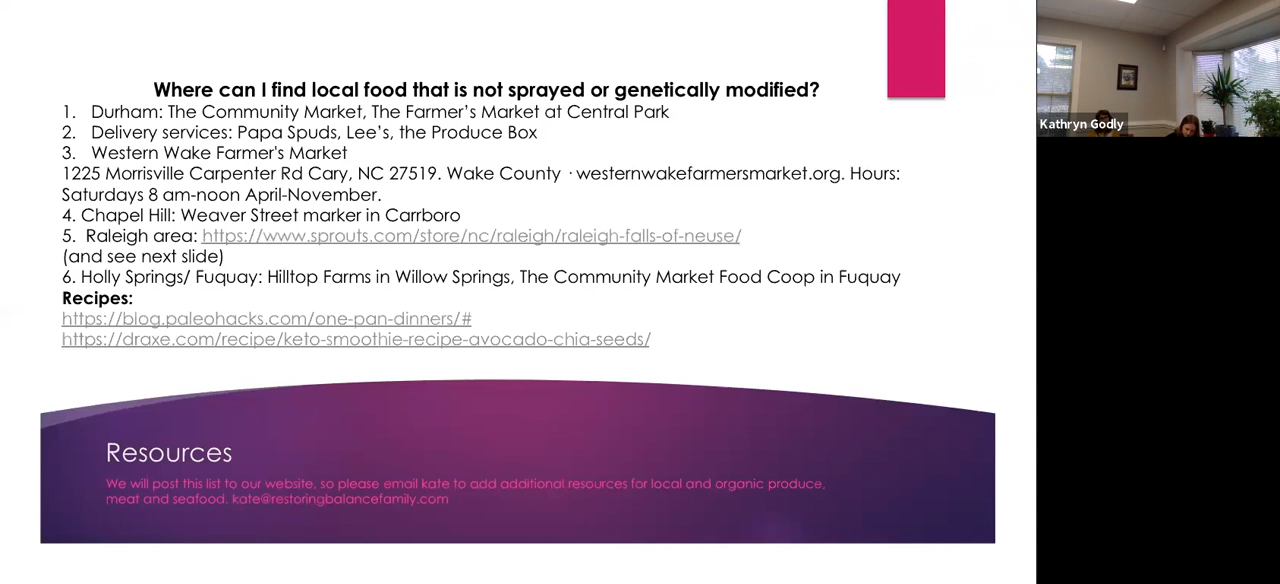 Where can I find local food that is not sprayed or genetically modified?
1. Durham: The Community Market, The Farmer's Market at Central Park
2. Delivery services: Papa Spuds, Lee's, the Produce Box
3. Western Wake Farmer's Market
1225 Morrisville Carpenter Rd Cary, NC 27519. Wake County · westernwakefarmersmarket.org. Hours:
Saturdays 8 am-noon April-November.
4. Chapel Hill: Weaver Street marker in Carrboro
5. Raleigh area: https://www.sprouts.com/store/nc/raleigh/raleigh-falls-of-neuse/
(and see next slide)
6. Holly Springs/ Fuquay: Hilltop Farms in Willow Springs, The Community Market Food Coop in Fuquay
Recipes:
https://blog.paleohacks.com/one-pan-dinners/#
https://draxe.com/recipe/keto-smoothie-recipe-avocado-chia-seeds/
Resources
We will post this list to our website, so please email kate to add additional resources for local and organic produce,
meat and seafood. kate@restoringbalancefamily.com
Kathryn Godly